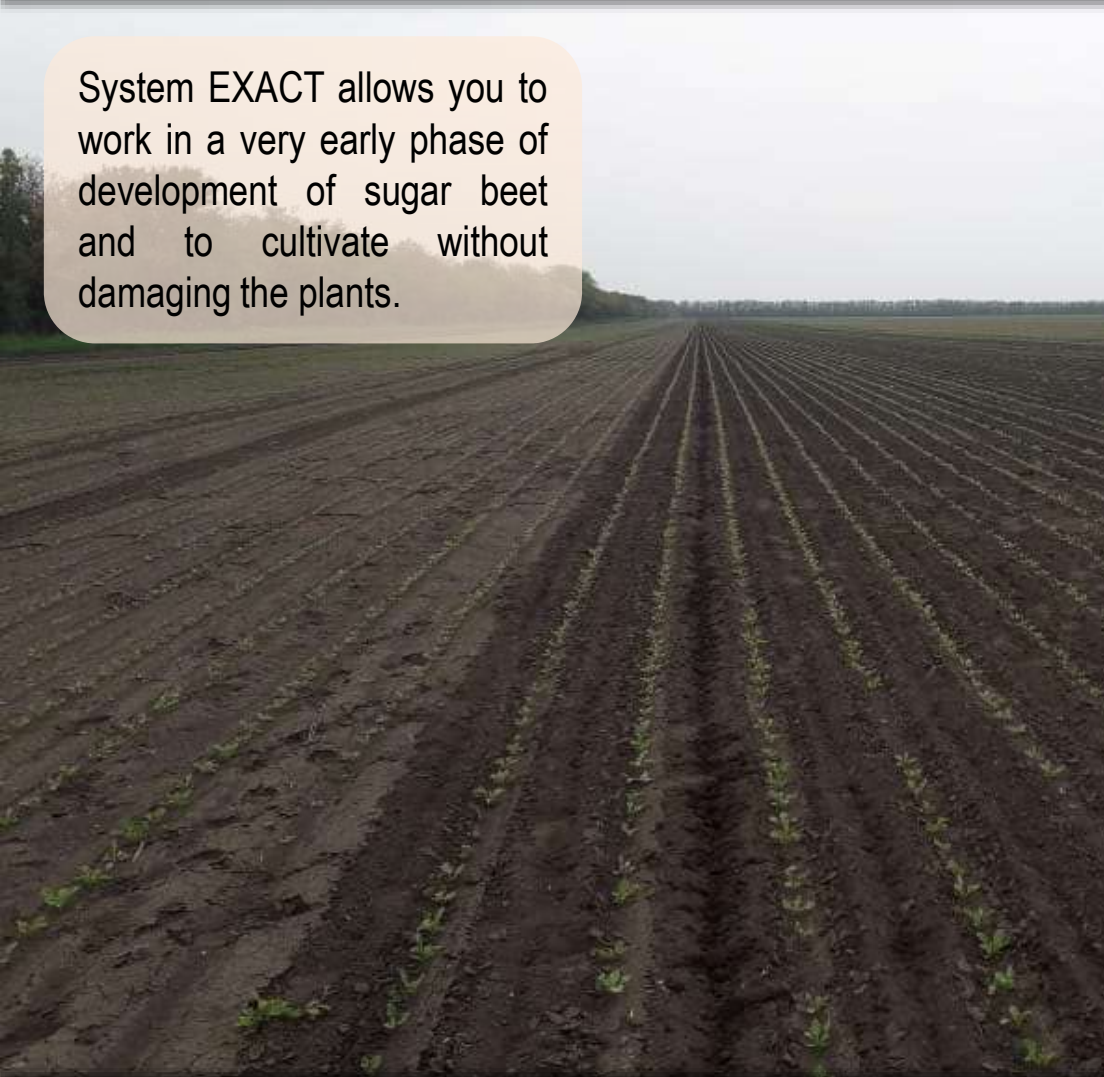 System EXACT allows you to
work in a very early phase of
development of sugar beet
and to cultivate without
damaging the plants.